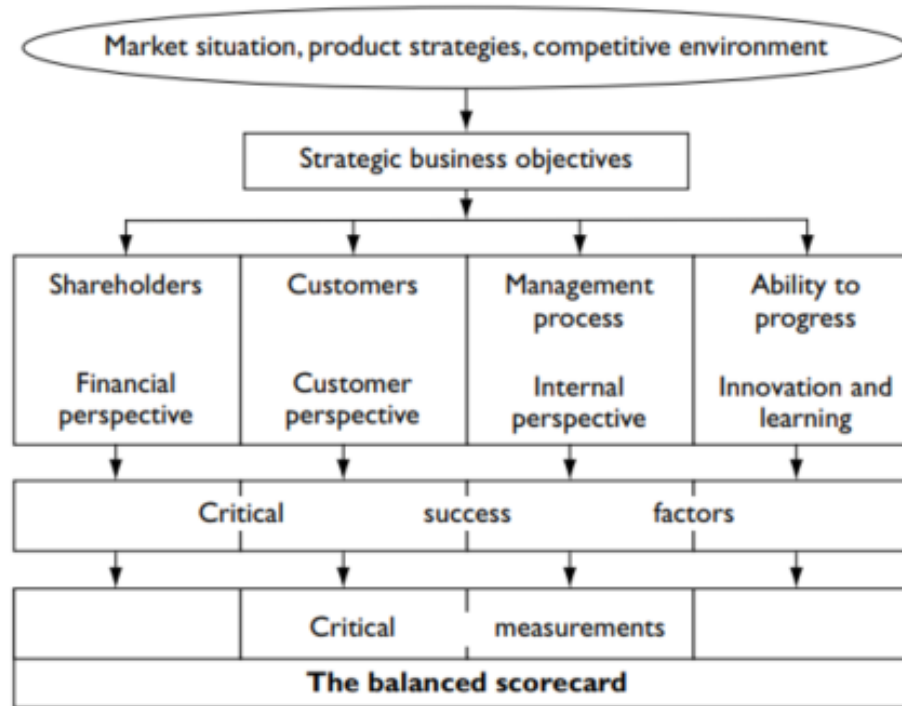 Market situation, product strategies, competitive environment
Strategic business objectives
Shareholders
Financial
perspective
Customers
Customer
perspective
Management
process
Internal
perspective
Ability to
progress
Innovation and
learning
Critical success factors
Critical measurements
The balanced scorecard